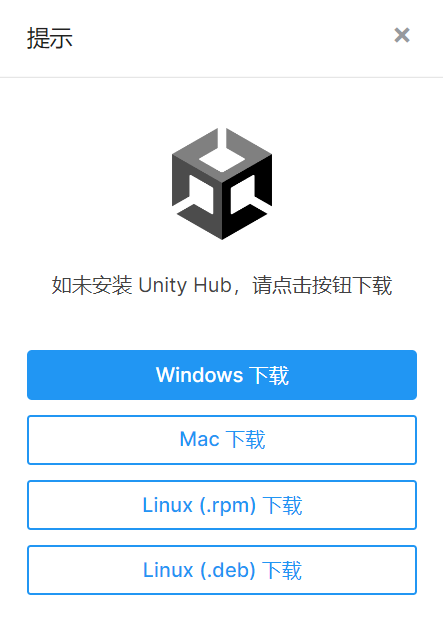 提示
如未安装 Unity Hub，请点击按钮下载
Windows 下载
Mac 下载
Linux (.rpm) 下载
Linux (.deb) 下载